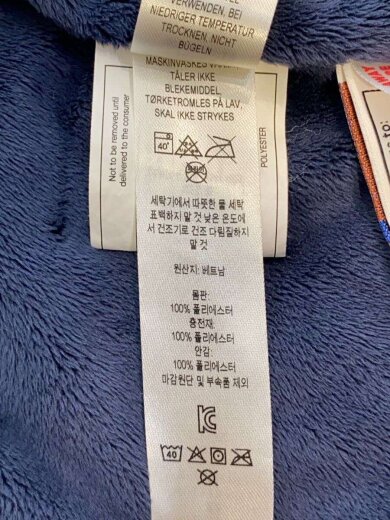 VERWENDEN. BEI
NIEDRIGER TEMPERATUR
TROCKNEN. NICHT
BÜGELN
TÅLER IKKE
BLEKEMIDDEL.
TØRKETROMLES PÅ LAV,
SKAL IKKE STRYKES
Not to be removed until
delivered to the consumer
POLYESTER
40°
세탁기에서 따뜻한 물 세탁
표백하지 말 것 낮은 온도에
서 건조기로 건조 다림질하지
말 것
원산지: 베트남
몸판:
100% 폴리에스터
충전재:
100% 폴리에스터
안감:
100% 폴리에스터
마감원단 및 부속품 제외
40